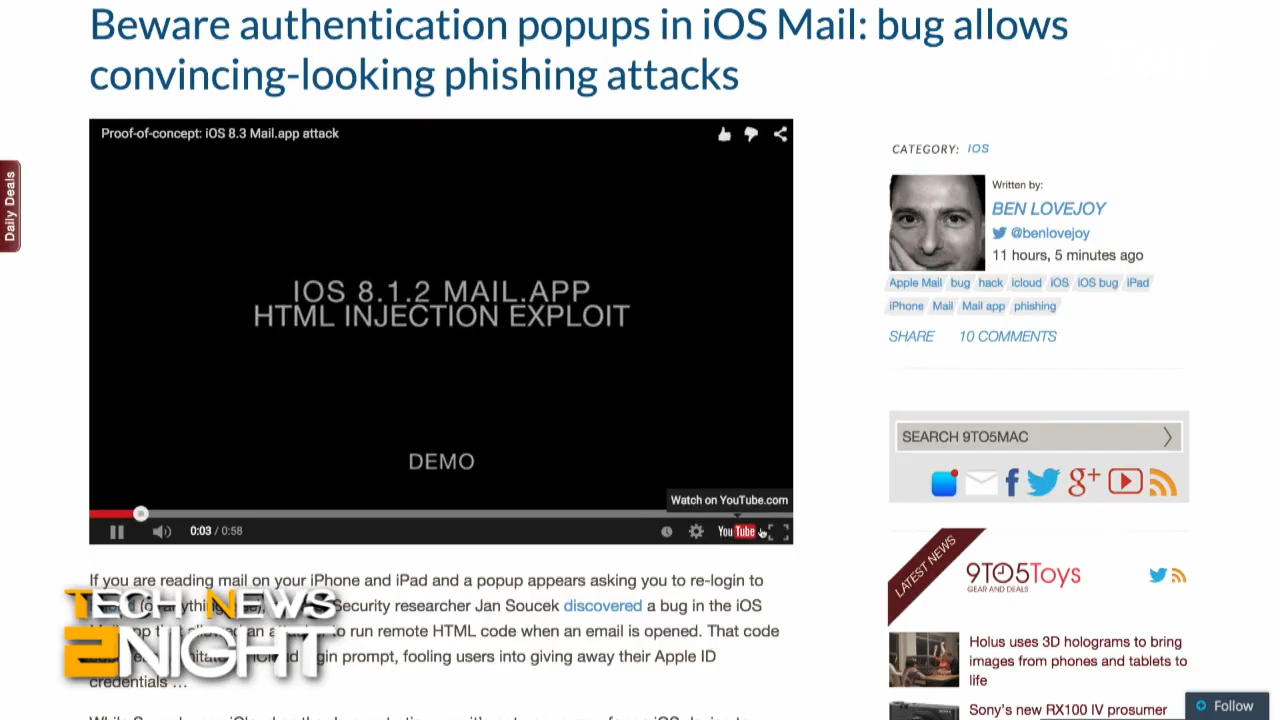 Beware authentication popups in iOS Mail: bug allows
convincing-looking phishing attacks
Daily Deals
Proof-of-concept: iOS 8.3 Mail.app attack
IOS 8.1.2 MAIL.APP
HTML INJECTION EXPLOIT
DEMO
Watch on YouTube.com
0:03 / 0:58
YouTube
CATEGORY: IOS
Written by:
BEN LOVEJOY
@benlovejoy
11 hours, 5 minutes ago
Apple Mail bug hack icloud iOS iOS bug iPad
iPhone Mail Mail app phishing
SHARE 10 COMMENTS
SEARCH 9TO5MAC
LATEST NEWS
9TO5Toys
GEAR AND DEALS
Holus uses 3D holograms to bring
images from phones and tablets to
life
Sony's new RX100 IV prosumer
Follow
If you are reading mail on your iPhone and iPad and a popup appears asking you to re-login to
Security researcher Jan Soucek discovered a bug in the iOS
to run remote HTML code when an email is opened. That code
prompt, fooling users into giving away their Apple ID
credentials ...
TECH NEWS
2NIGHT